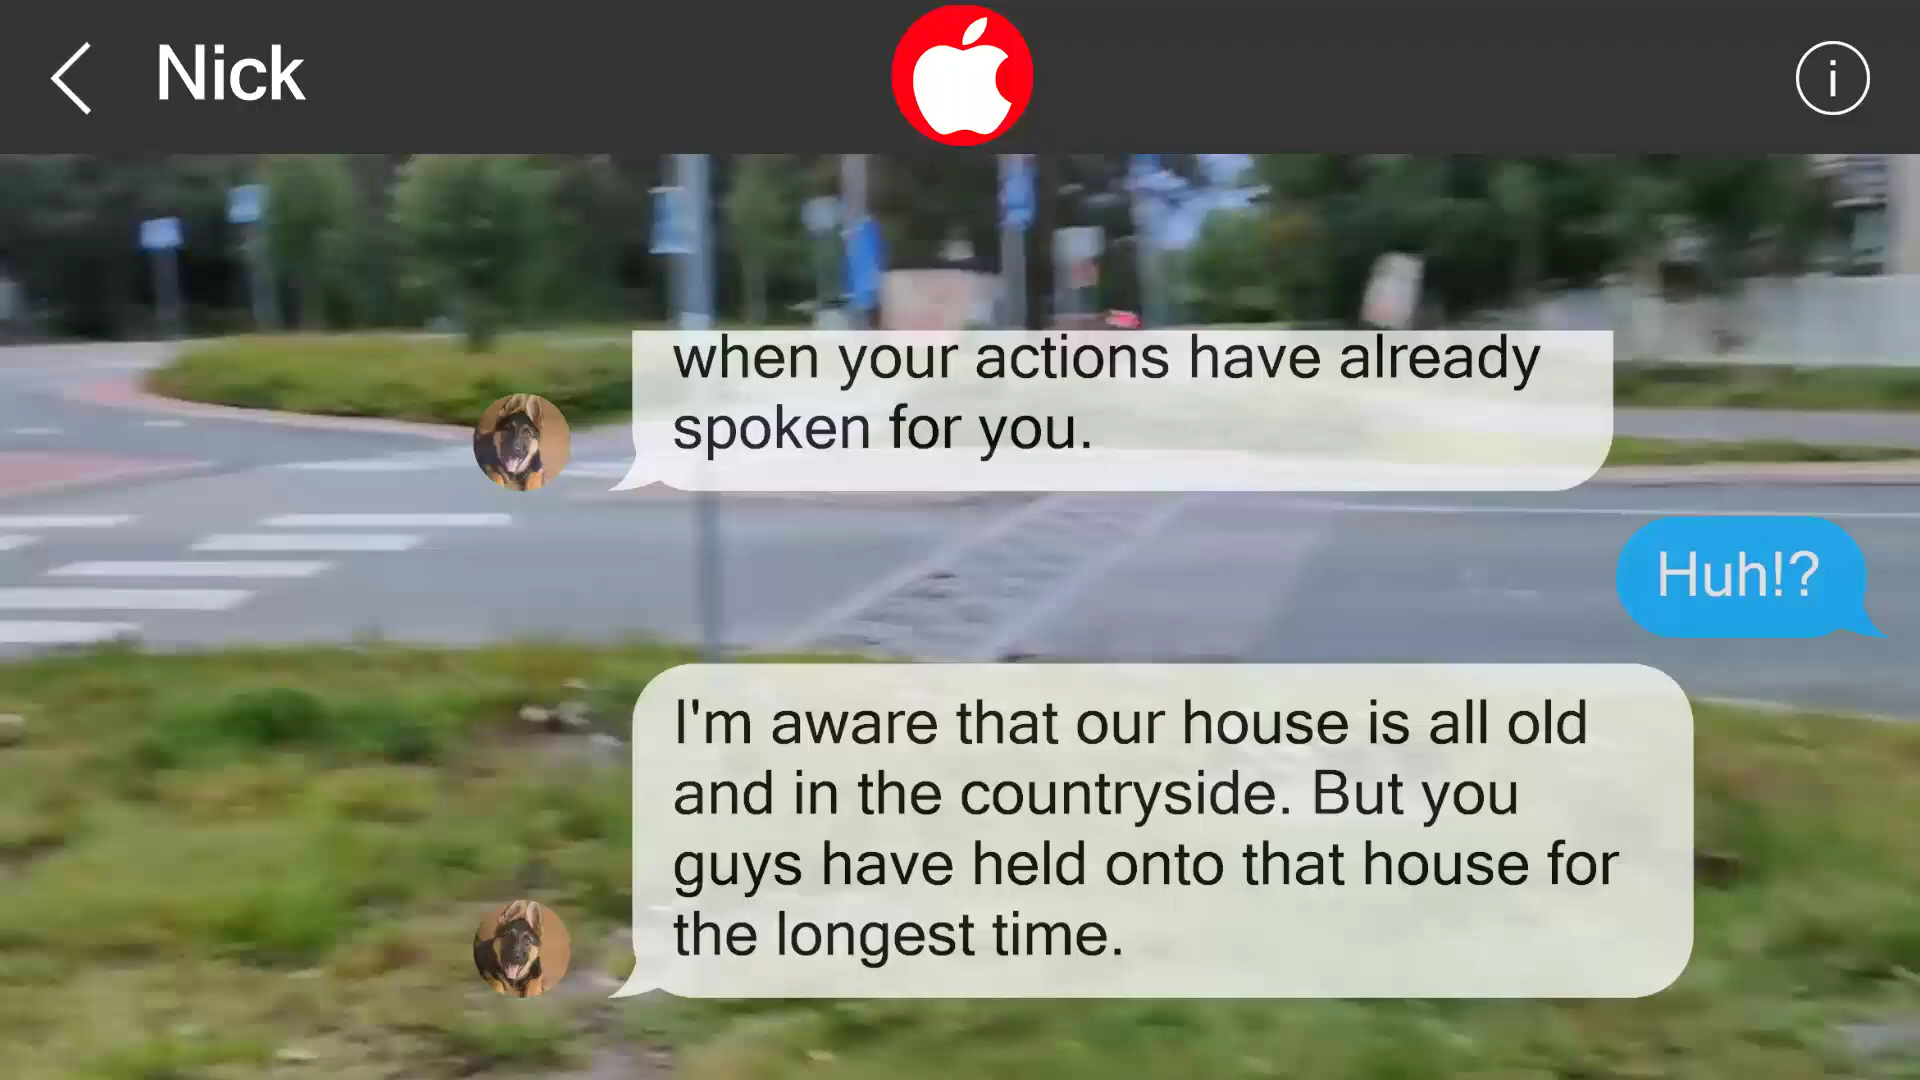 Nick
i
when your actions have already
spoken for you.
Huh!?
I'm aware that our house is all old
and in the countryside. But you
guys have held onto that house for
the longest time.